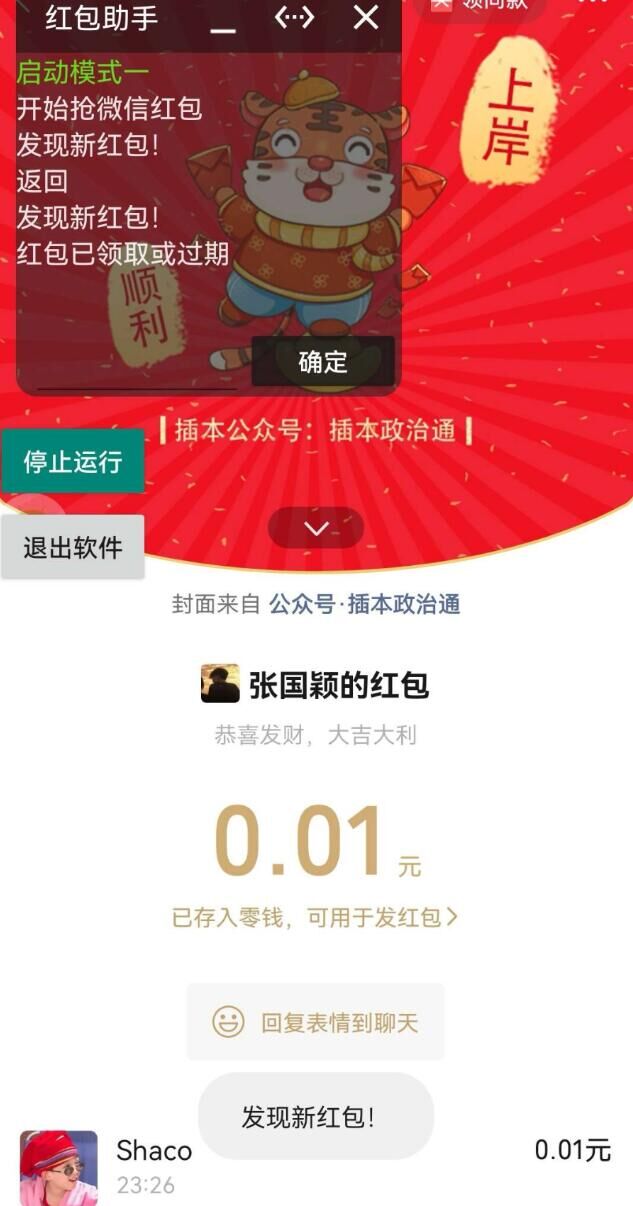 红包助手
领同款
启动模式一
开始抢微信红包
发现新红包！
返回
发现新红包！
红包已领取或过期
上岸
顺利
确定
插本公众号：插本政治通
停止运行
退出软件
封面来自 公众号·插本政治通
张国颖的红包
恭喜发财，大吉大利
0.01元
已存入零钱，可用于发红包
回复表情到聊天
发现新红包！
Shaco
0.01元
23:26